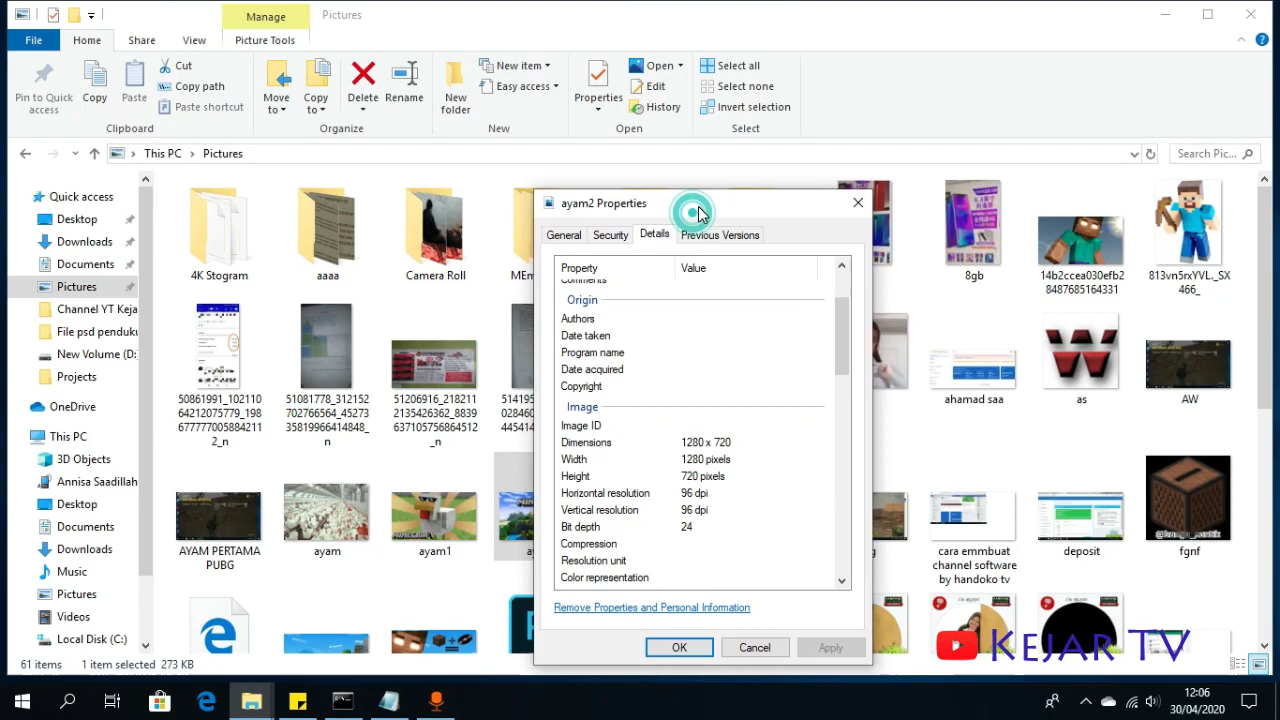 Manage
Pictures
File
Home
Share
View
Picture Tools
Pin to Quick
access
Copy
Paste
Cut
Copy path
Paste shortcut
Clipboard
Move
to
Copy
to
Delete
Rename
Organize
New
folder
New item
Easy access
New
Properties
Open
Edit
History
Open
Select all
Select none
Invert selection
Select
This PC
Pictures
Search Pic...
Quick access
Desktop
Downloads
Documents
Pictures
Channel YT Keja
File psd penduku
New Volume (D:)
Projects
OneDrive
This PC
3D Objects
Annisa Saadillah
Desktop
Documents
Downloads
Music
Pictures
Videos
Local Disk (C:)
4K Stogram
aaaa
Camera Roll
MEm
8gb
14b2ccea030efb2
8487685164331
813vn5rxYVL._SX
466_
50861991_102110
64212075779_198
677777005884211
2_n
51081778_312152
702766564_45273
35819966414848_
n
51206916_218211
2135426362_8839
637105756864512
_n
514195
028460
445414
ahamad saa
as
AW
AYAM PERTAMA
PUBG
ayam
ayam1
ay
g
cara emmbuat
channel software
by handoko tv
deposit
fgnf
ayam2 Properties
General
Security
Details
Previous Versions
Property
Value
Comments
Origin
Authors
Date taken
Program name
Date acquired
Copyright
Image
Image ID
Dimensions 1280 x 720
Width 1280 pixels
Height 720 pixels
Horizontal resolution 96 dpi
Vertical resolution 96 dpi
Bit depth 24
Compression
Resolution unit
Color representation
Remove Properties and Personal Information
OK
Cancel
Apply
KEJAR TV
61 items
1 item selected 273 KB
12:06
30/04/2020